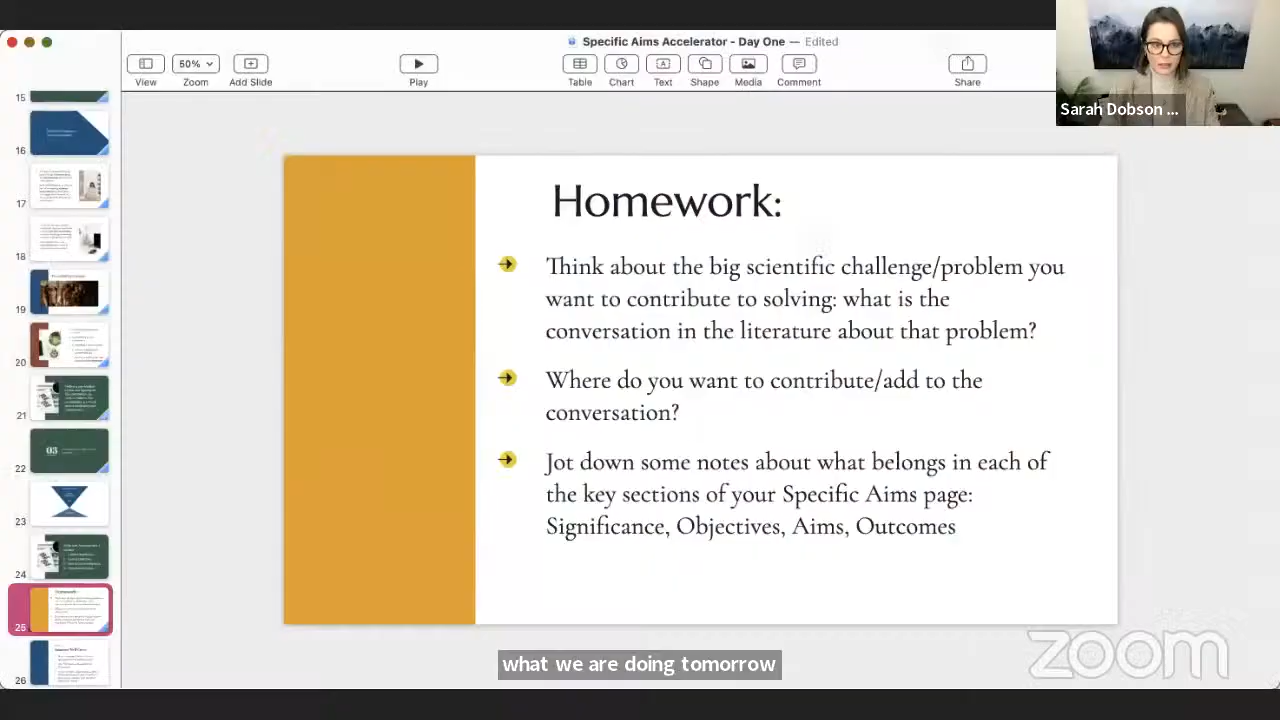 Specific Aims Accelerator - Day One — Edited
50%
View
Zoom
Add Slide
Play
Table
Chart
Text
Shape
Media
Comment
Share
Sarah Dobson ...
15
16
17
18
19
20
21
22
03
23
24
25
26
Homework:
Think about the big scientific challenge/problem you
want to contribute to solving: what is the
conversation in the literature about that problem?
Where do you want to contribute/add to the
conversation?
Jot down some notes about what belongs in each of
the key sections of your Specific Aims page:
Significance, Objectives, Aims, Outcomes
what we are doing tomorrow
zoom